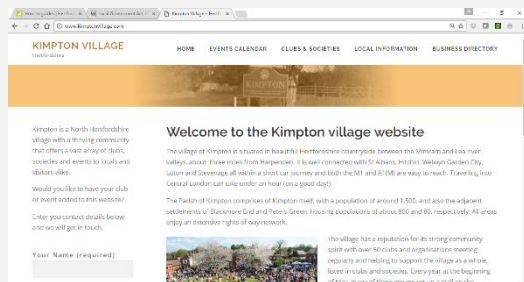 www.kimptonvillage.com
KIMPTON VILLAGE
Hertfordshire
HOME EVENTS CALENDAR CLUBS & SOCIETIES LOCAL INFORMATION BUSINESS DIRECTORY
KIMPTON
Kimpton is a North Hertfordshire
village with a thriving community
that offers a vast array of clubs,
societies and events to locals and
visitors alike.
Would you like to have your club
or event added to this website?
Enter you contact details below
and we will get in touch.
Your Name (required)
Welcome to the Kimpton village website
The village of Kimpton is situated in beautiful Hertfordshire countryside between the Mimram and Lea river
valleys, about three miles from Harpenden. It is well connected with St Albans, Hitchin, Welwyn Garden City,
Luton and Stevenage all within a short car journey and both the M1 and A1(M) are easy to reach. Travelling into
Central London can take under an hour (on a good day!).
The Parish of Kimpton comprises of Kimpton itself, with a population of around 1,500, and also the adjacent
settlements of Blackmore End and Peters Green, housing populations of about 800 and 80, respectively. All areas
enjoy an extensive rights of way network.
The village has a reputation for its strong community
spirit with over 50 clubs and organisations meeting
regularly and helping to support the village as a whole,
listed in clubs and societies. Every year at the beginning
of May, many of these groups set up a stall on the